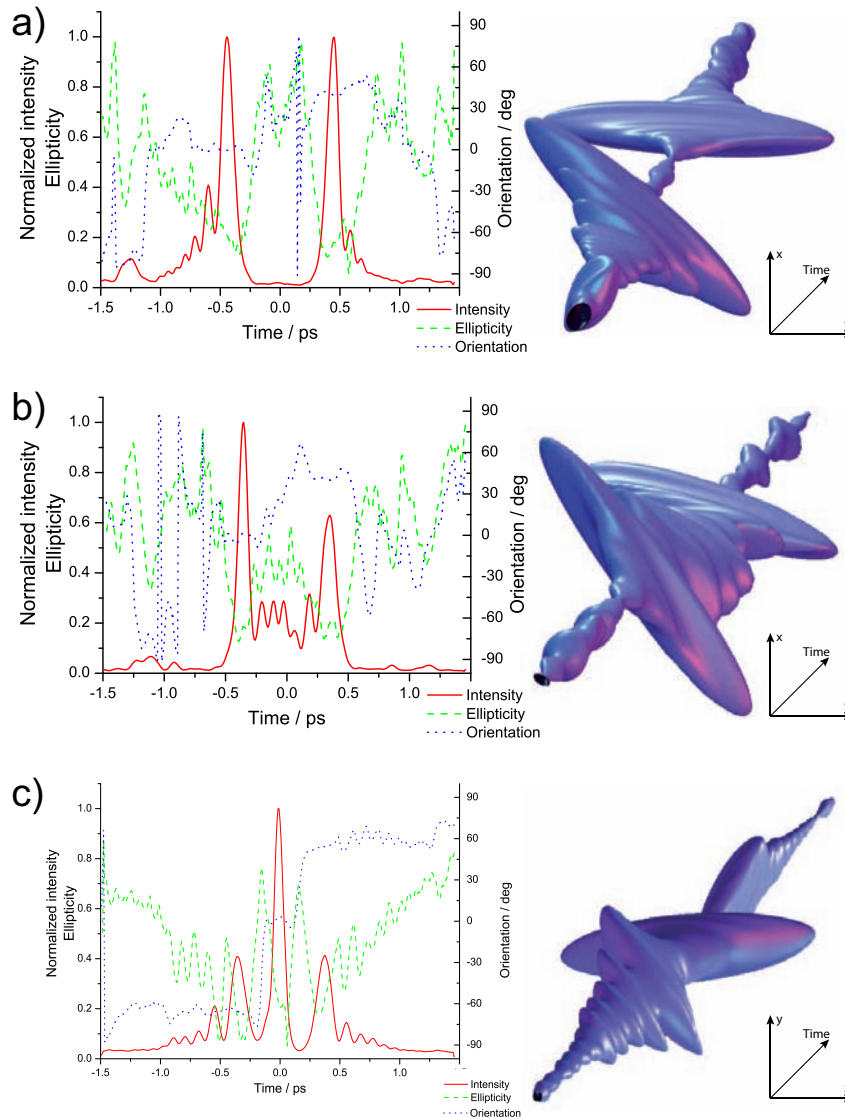 a)
Normalized intensity
Ellipticity
1.0
0.8
0.6
0.4
0.2
0.0
-1.5
-1.0
-0.5
0.0
0.5
1.0
Time / ps
90
60
30
0
-30
-60
-90
Orientation / deg
Intensity
Ellipticity
Orientation
x
Time
b)
Normalized intensity
Ellipticity
1.0
0.8
0.6
0.4
0.2
0.0
-1.5
-1.0
-0.5
0.0
0.5
1.0
Time / ps
90
60
30
0
-30
-60
-90
Orientation / deg
Intensity
Ellipticity
Orientation
x
Time
c)
Normalized intensity
Ellipticity
1.0
0.8
0.6
0.4
0.2
0.0
-1.5
-1.0
-0.5
0.0
0.5
1.0
Time / ps
90
60
30
0
-30
-60
-90
Orientation / deg
Intensity
Ellipticity
Orientation
y
Time